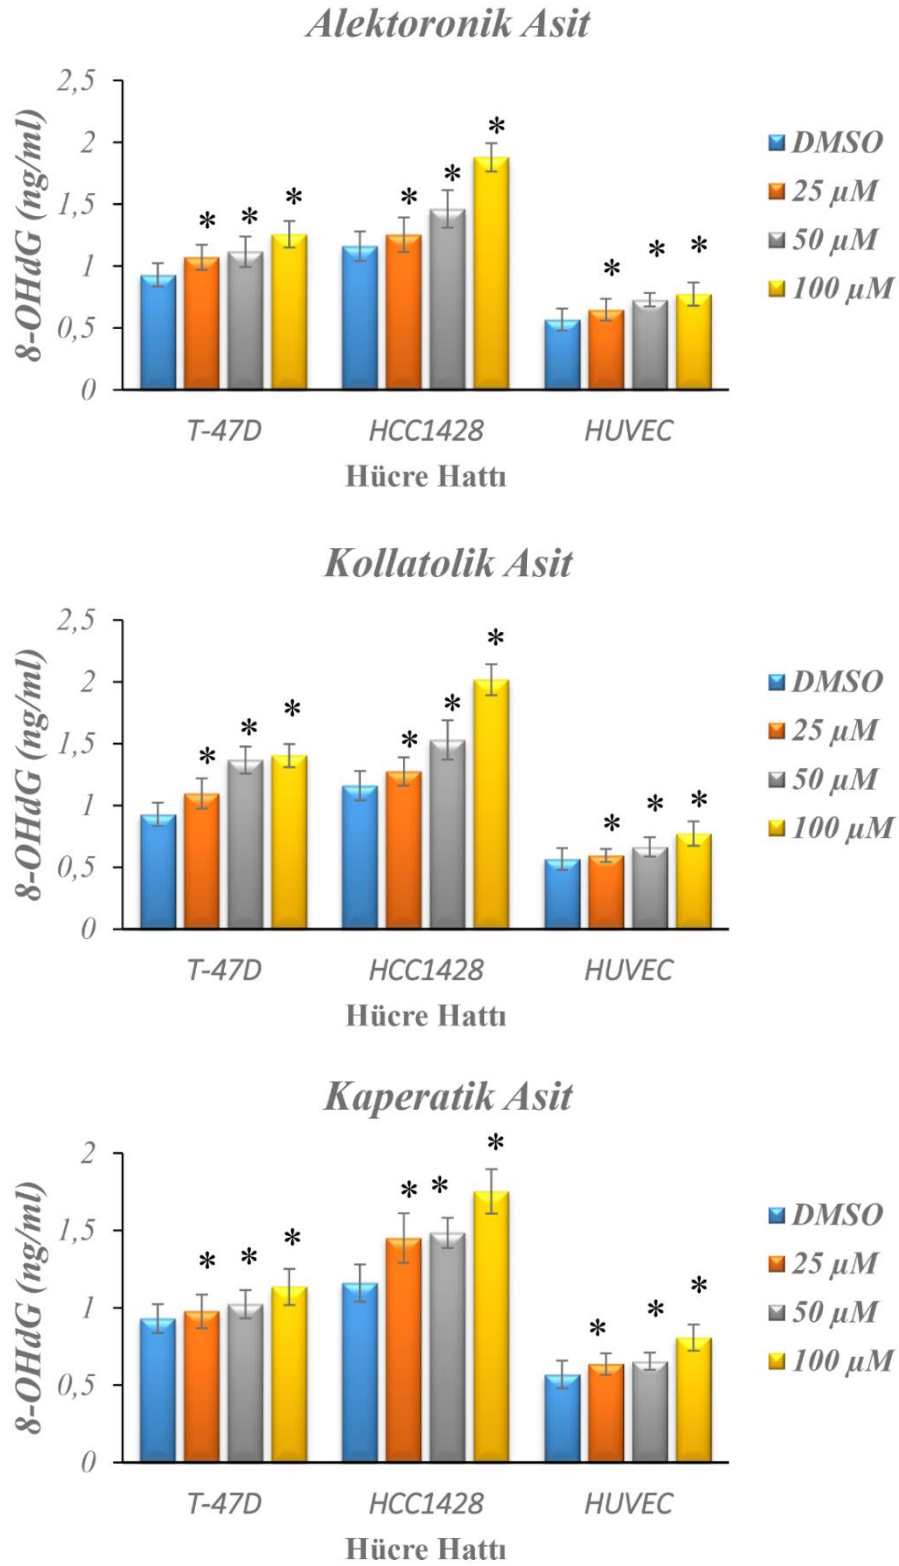 Alektoronik Asit
8-OHdG (ng/ml)
2,5
2
1,5
1
0,5
0
* * *
* * *
* * *
T-47D HCC1428 HUVEC
Hücre Hattı
DMSO
25 µM
50 µM
100 µM
Kollatolik Asit
8-OHdG (ng/ml)
2,5
2
1,5
1
0,5
0
* * *
* * *
* * *
T-47D HCC1428 HUVEC
Hücre Hattı
DMSO
25 µM
50 µM
100 µM
Kaperatik Asit
8-OHdG (ng/ml)
2
1,5
1
0,5
0
* * *
* * *
* * *
T-47D HCC1428 HUVEC
Hücre Hattı
DMSO
25 µM
50 µM
100 µM